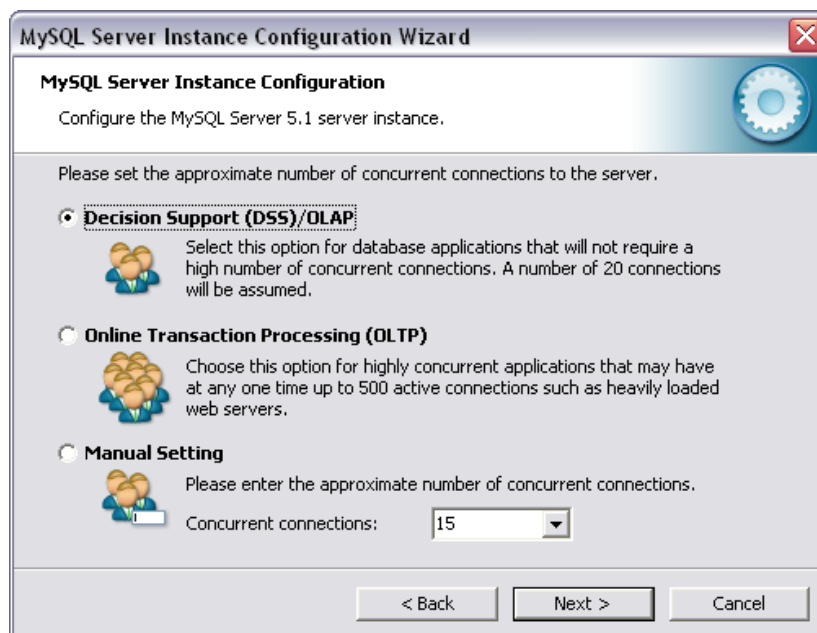 MySQL Server Instance Configuration Wizard
MySQL Server Instance Configuration
Configure the MySQL Server 5.1 server instance.
Please set the approximate number of concurrent connections to the server.
Decision Support (DSS)/OLAP
Select this option for database applications that will not require a
high number of concurrent connections. A number of 20 connections
will be assumed.
Online Transaction Processing (OLTP)
Choose this option for highly concurrent applications that may have
at any one time up to 500 active connections such as heavily loaded
web servers.
Manual Setting
Please enter the approximate number of concurrent connections.
Concurrent connections: 15
< Back Next > Cancel